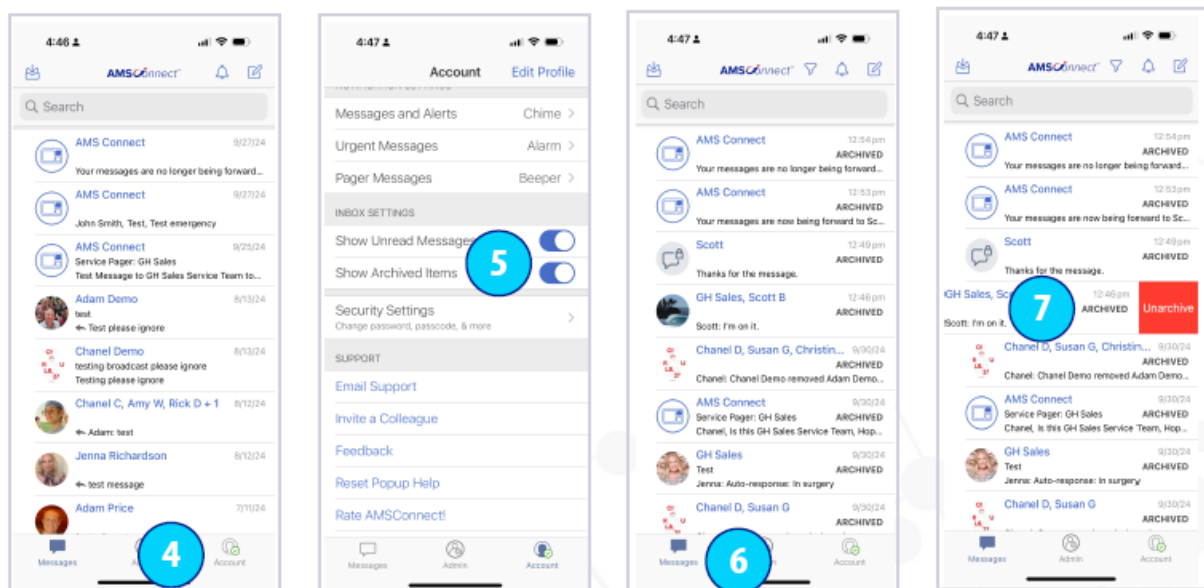 4:46
AMSConnect
Search
AMS Connect 9/27/24
Your messages are no longer being forward...
AMS Connect 9/27/24
John Smith, Test, Test emergency
AMS Connect 9/25/24
Service Pager: GH Sales
Test Message to GH Sales Service Team to...
Adam Demo 8/13/24
test
Test please ignore
Chanel Demo 8/13/24
testing broadcast please ignore
Testing please ignore
Chanel C, Amy W, Rick D + 1 8/12/24
Adam: test
Jenna Richardson 8/12/24
test message
Adam Price 7/11/24
4
Messages Account
4:47
Account Edit Profile
Messages and Alerts Chime >
Urgent Messages Alarm >
Pager Messages Beeper >
INBOX SETTINGS
Show Unread Messages
5
Show Archived Items
Security Settings >
Change password, passcode, & more
SUPPORT
Email Support
Invite a Colleague
Feedback
Reset Popup Help
Rate AMSConnect!
Messages Admin Account
4:47
AMSConnect
Search
AMS Connect 12:54pm
ARCHIVED
Your messages are no longer being forward...
AMS Connect 12:53pm
ARCHIVED
Your messages are now being forward to Sc...
Scott 12:49pm
ARCHIVED
Thanks for the message.
GH Sales, Scott B 12:46pm
ARCHIVED
Scott: I'm on it.
Chanel D, Susan G, Christin... 9/30/24
ARCHIVED
Chanel: Chanel Demo removed Adam Demo...
AMS Connect 9/30/24
Service Pager: GH Sales ARCHIVED
Chanel, Is this GH Sales Service Team, Hop...
GH Sales 9/30/24
Test ARCHIVED
Jenna: Auto-response: In surgery
Chanel D, Susan G 9/30/24
ARCHIVED
6
Messages Account
4:47
AMSConnect
Search
AMS Connect 12:54pm
ARCHIVED
Your messages are no longer being forward...
AMS Connect 12:53pm
ARCHIVED
Your messages are now being forward to Sc...
Scott 12:49pm
ARCHIVED
Thanks for the message.
GH Sales, 12:46pm
7 ARCHIVED Unarchive
Scott: I'm on it.
Chanel D, Susan G, Christin... 9/30/24
ARCHIVED
Chanel: Chanel Demo removed Adam Demo...
AMS Connect 9/30/24
Service Pager: GH Sales ARCHIVED
Chanel, Is this GH Sales Service Team, Hop...
GH Sales 9/30/24
Test ARCHIVED
Jenna: Auto-response: In surgery
Chanel D, Susan G 9/30/24
ARCHIVED
Messages Admin Account